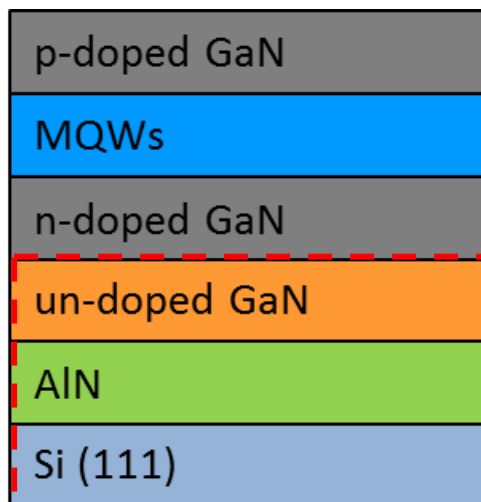 p-doped GaN
MQWs
n-doped GaN
un-doped GaN
AlN
Si (111)